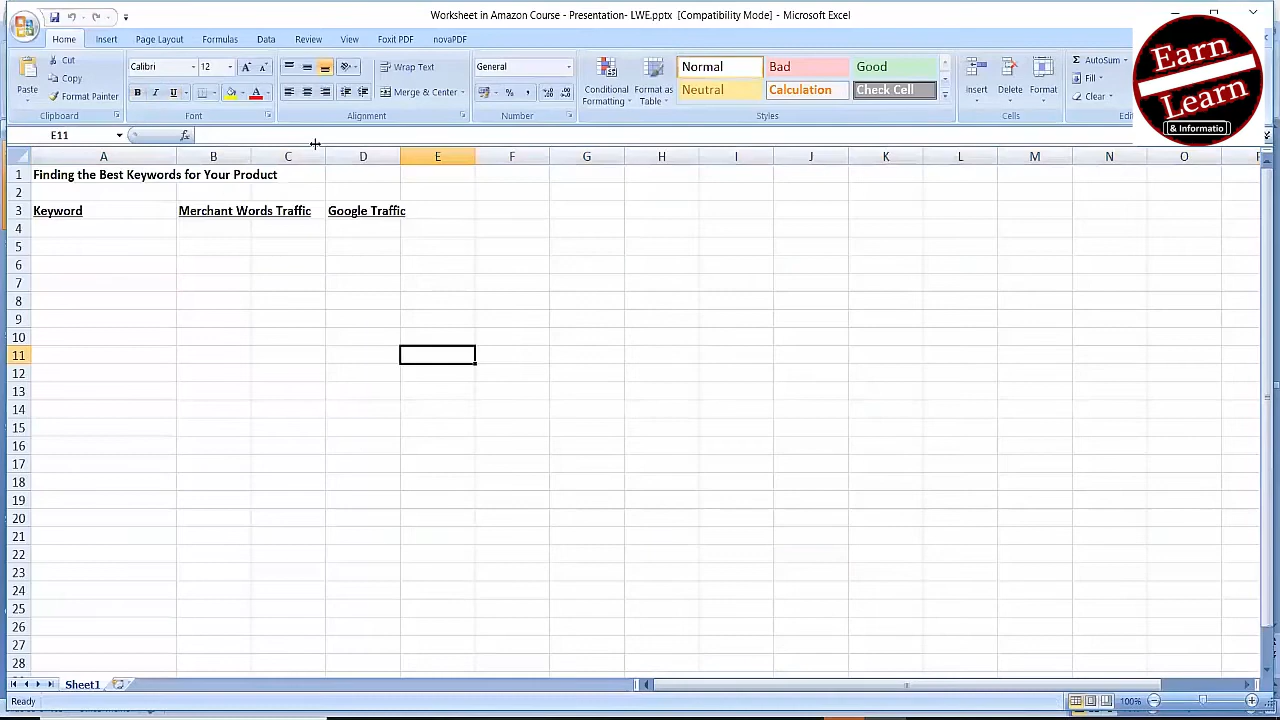 Worksheet in Amazon Course - Presentation- LWE.pptx [Compatibility Mode] - Microsoft Excel
Home Insert Page Layout Formulas Data Review View Foxit PDF novaPDF
Paste
Cut
Copy
Format Painter
Clipboard
Calibri 12
B I U
Font
Wrap Text
Merge & Center
Alignment
General
$ % ,
Number
Conditional Formatting
Format as Table
Normal Bad Good
Neutral Calculation Check Cell
Styles
Insert Delete Format
Cells
AutoSum
Fill
Clear
Earn
Learn
& Informatio
E11 fx
A B C D E F G H I J K L M N O
1 Finding the Best Keywords for Your Product
2
3 Keyword Merchant Words Traffic Google Traffic
4
5
6
7
8
9
10
11
12
13
14
15
16
17
18
19
20
21
22
23
24
25
26
27
28
Sheet1
Ready 100%